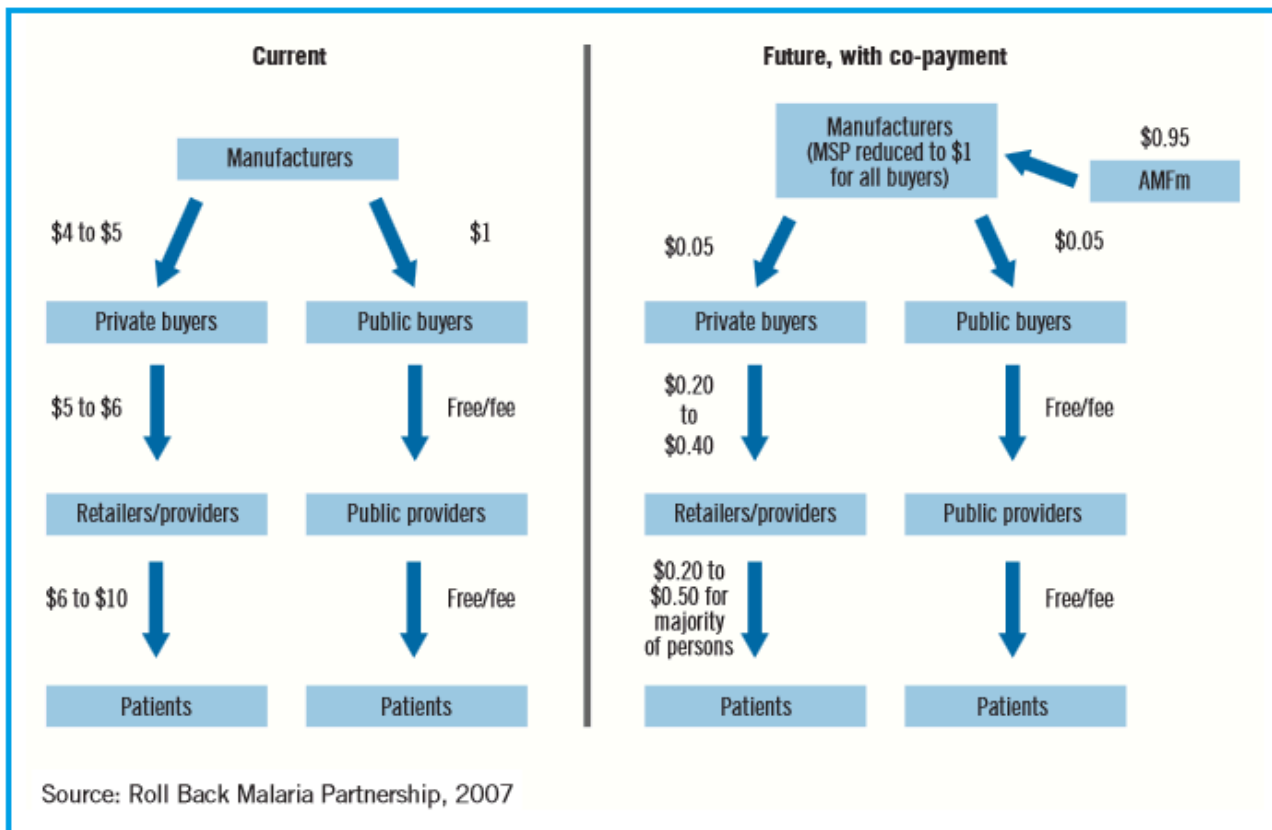 Current
Manufacturers
$4 to $5
$1
Private buyers
Public buyers
$5 to $6
Free/fee
Retailers/providers
Public providers
$6 to $10
Free/fee
Patients
Patients
Future, with co-payment
Manufacturers
(MSP reduced to $1
for all buyers)
$0.95
AMFm
$0.05
$0.05
Private buyers
Public buyers
$0.20
to
$0.40
Free/fee
Retailers/providers
Public providers
$0.20 to
$0.50 for
majority
of persons
Free/fee
Patients
Patients
Source: Roll Back Malaria Partnership, 2007